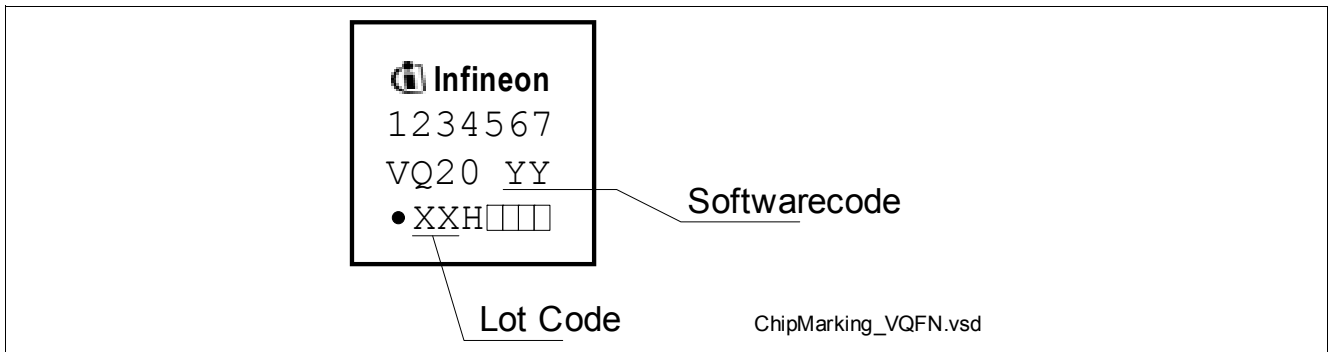 Infineon
1234567
VQ20 YY
●XXH□□□□
Softwarecode
Lot Code
ChipMarking_VQFN.vsd